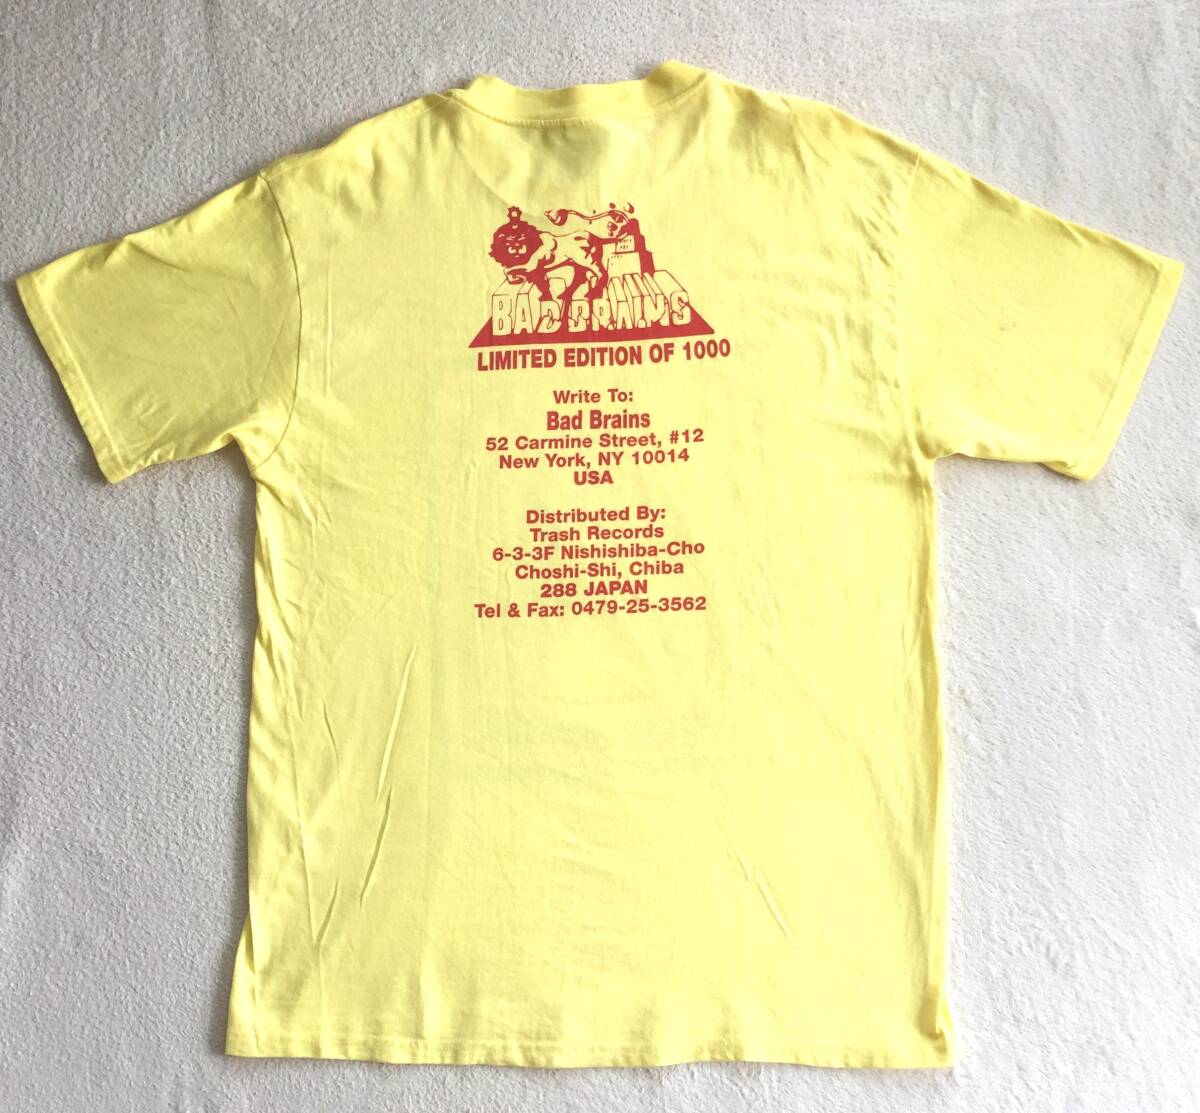 BAD BRAINS
LIMITED EDITION OF 1000
Write To:
Bad Brains
52 Carmine Street, #12
New York, NY 10014
USA
Distributed By:
Trash Records
6-3-3F Nishishiba-Cho
Choshi-Shi, Chiba
288 JAPAN
Tel & Fax: 0479-25-3562